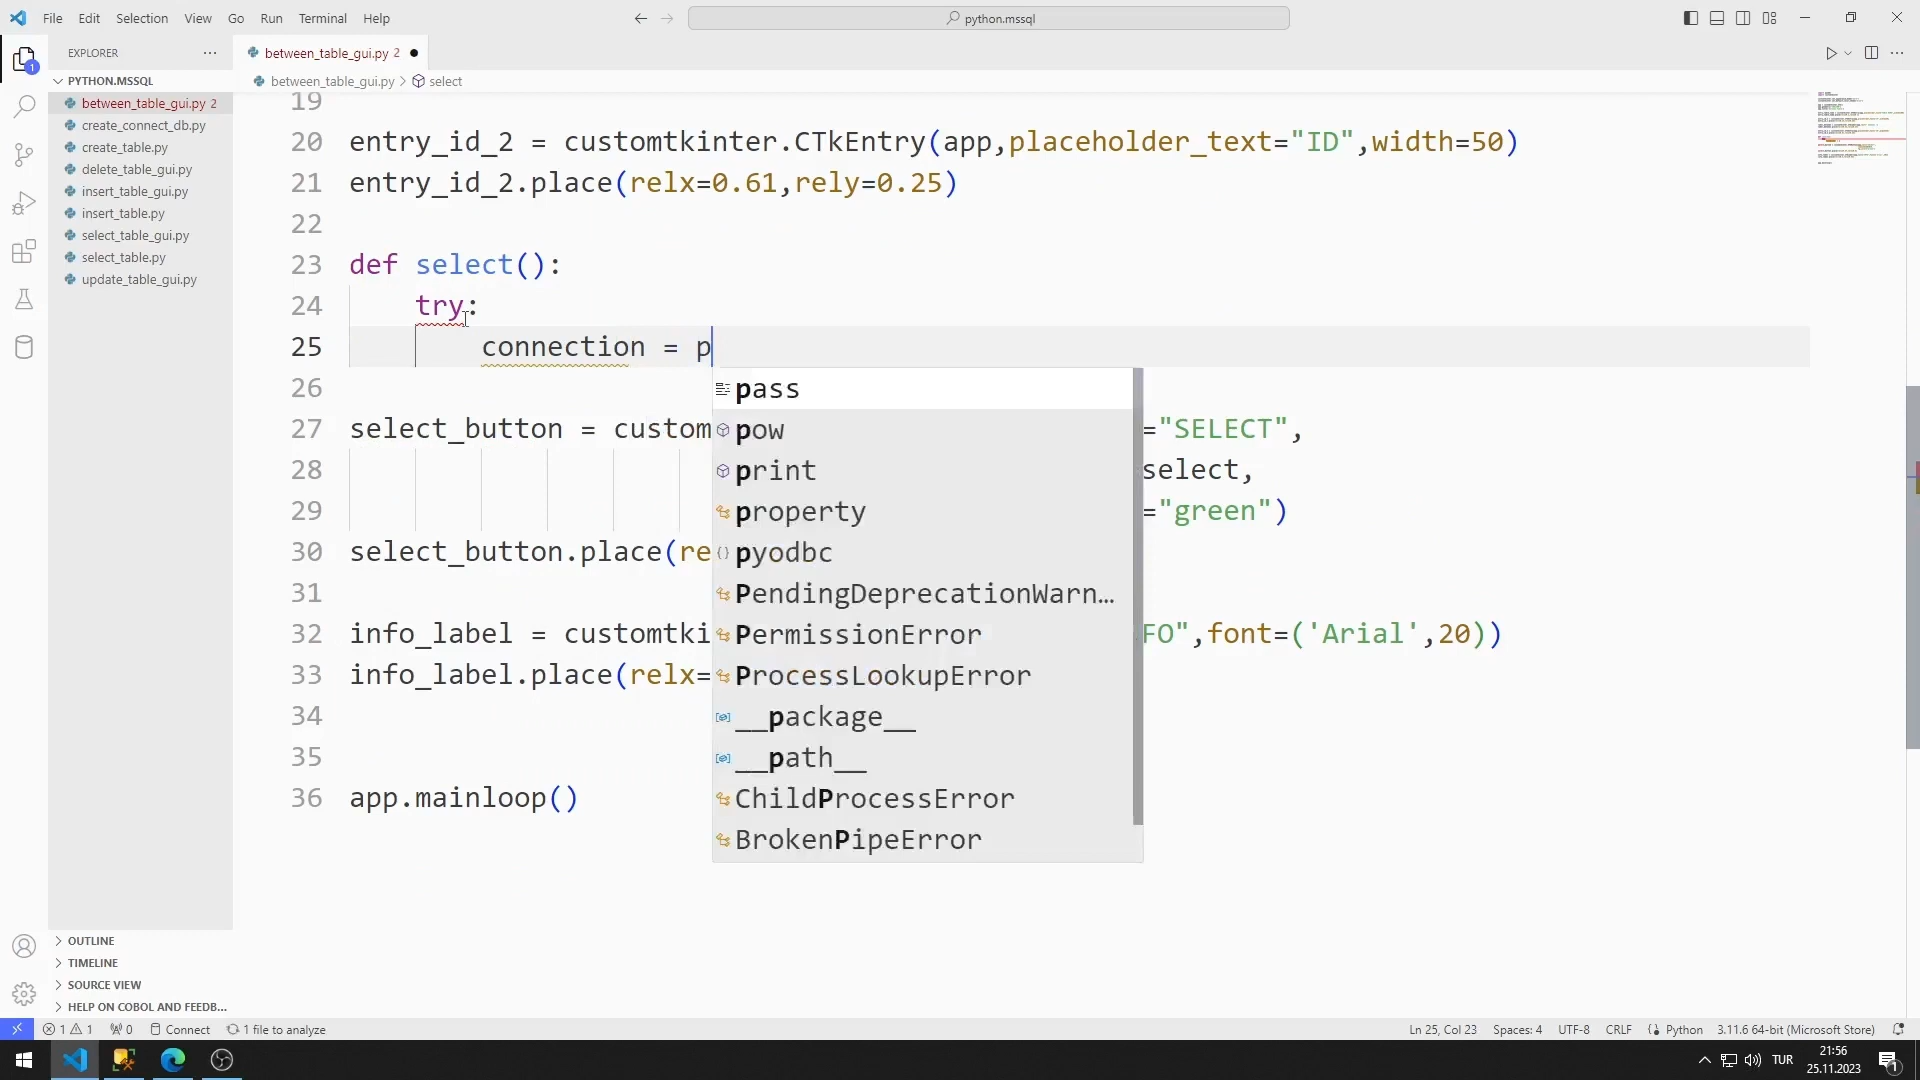 File Edit Selection View Go Run Terminal Help
python.mssql
EXPLORER
PYTHON.MSSQL
between_table_gui.py 2
create_connect_db.py
create_table.py
delete_table_gui.py
insert_table_gui.py
insert_table.py
select_table_gui.py
select_table.py
update_table_gui.py
OUTLINE
TIMELINE
SOURCE VIEW
HELP ON COBOL AND FEEDB...
between_table_gui.py 2
between_table_gui.py > select
19
20 entry_id_2 = customtkinter.CTkEntry(app,placeholder_text="ID",width=50)
21 entry_id_2.place(relx=0.61,rely=0.25)
22
23 def select():
24 try:
25 connection = p
26
27 select_button = custom ="SELECT",
28 select,
29 ="green")
30 select_button.place(re
31
32 info_label = customtki FO",font=('Arial',20))
33 info_label.place(relx=
34
35
36 app.mainloop()
pass
pow
print
property
pyodbc
PendingDeprecationWarn...
PermissionError
ProcessLookupError
__package__
__path__
ChildProcessError
BrokenPipeError
1
1 1 0 Connect 1 file to analyze
Ln 25, Col 23 Spaces: 4 UTF-8 CRLF Python 3.11.6 64-bit (Microsoft Store)
TUR
21:56
25.11.2023
1